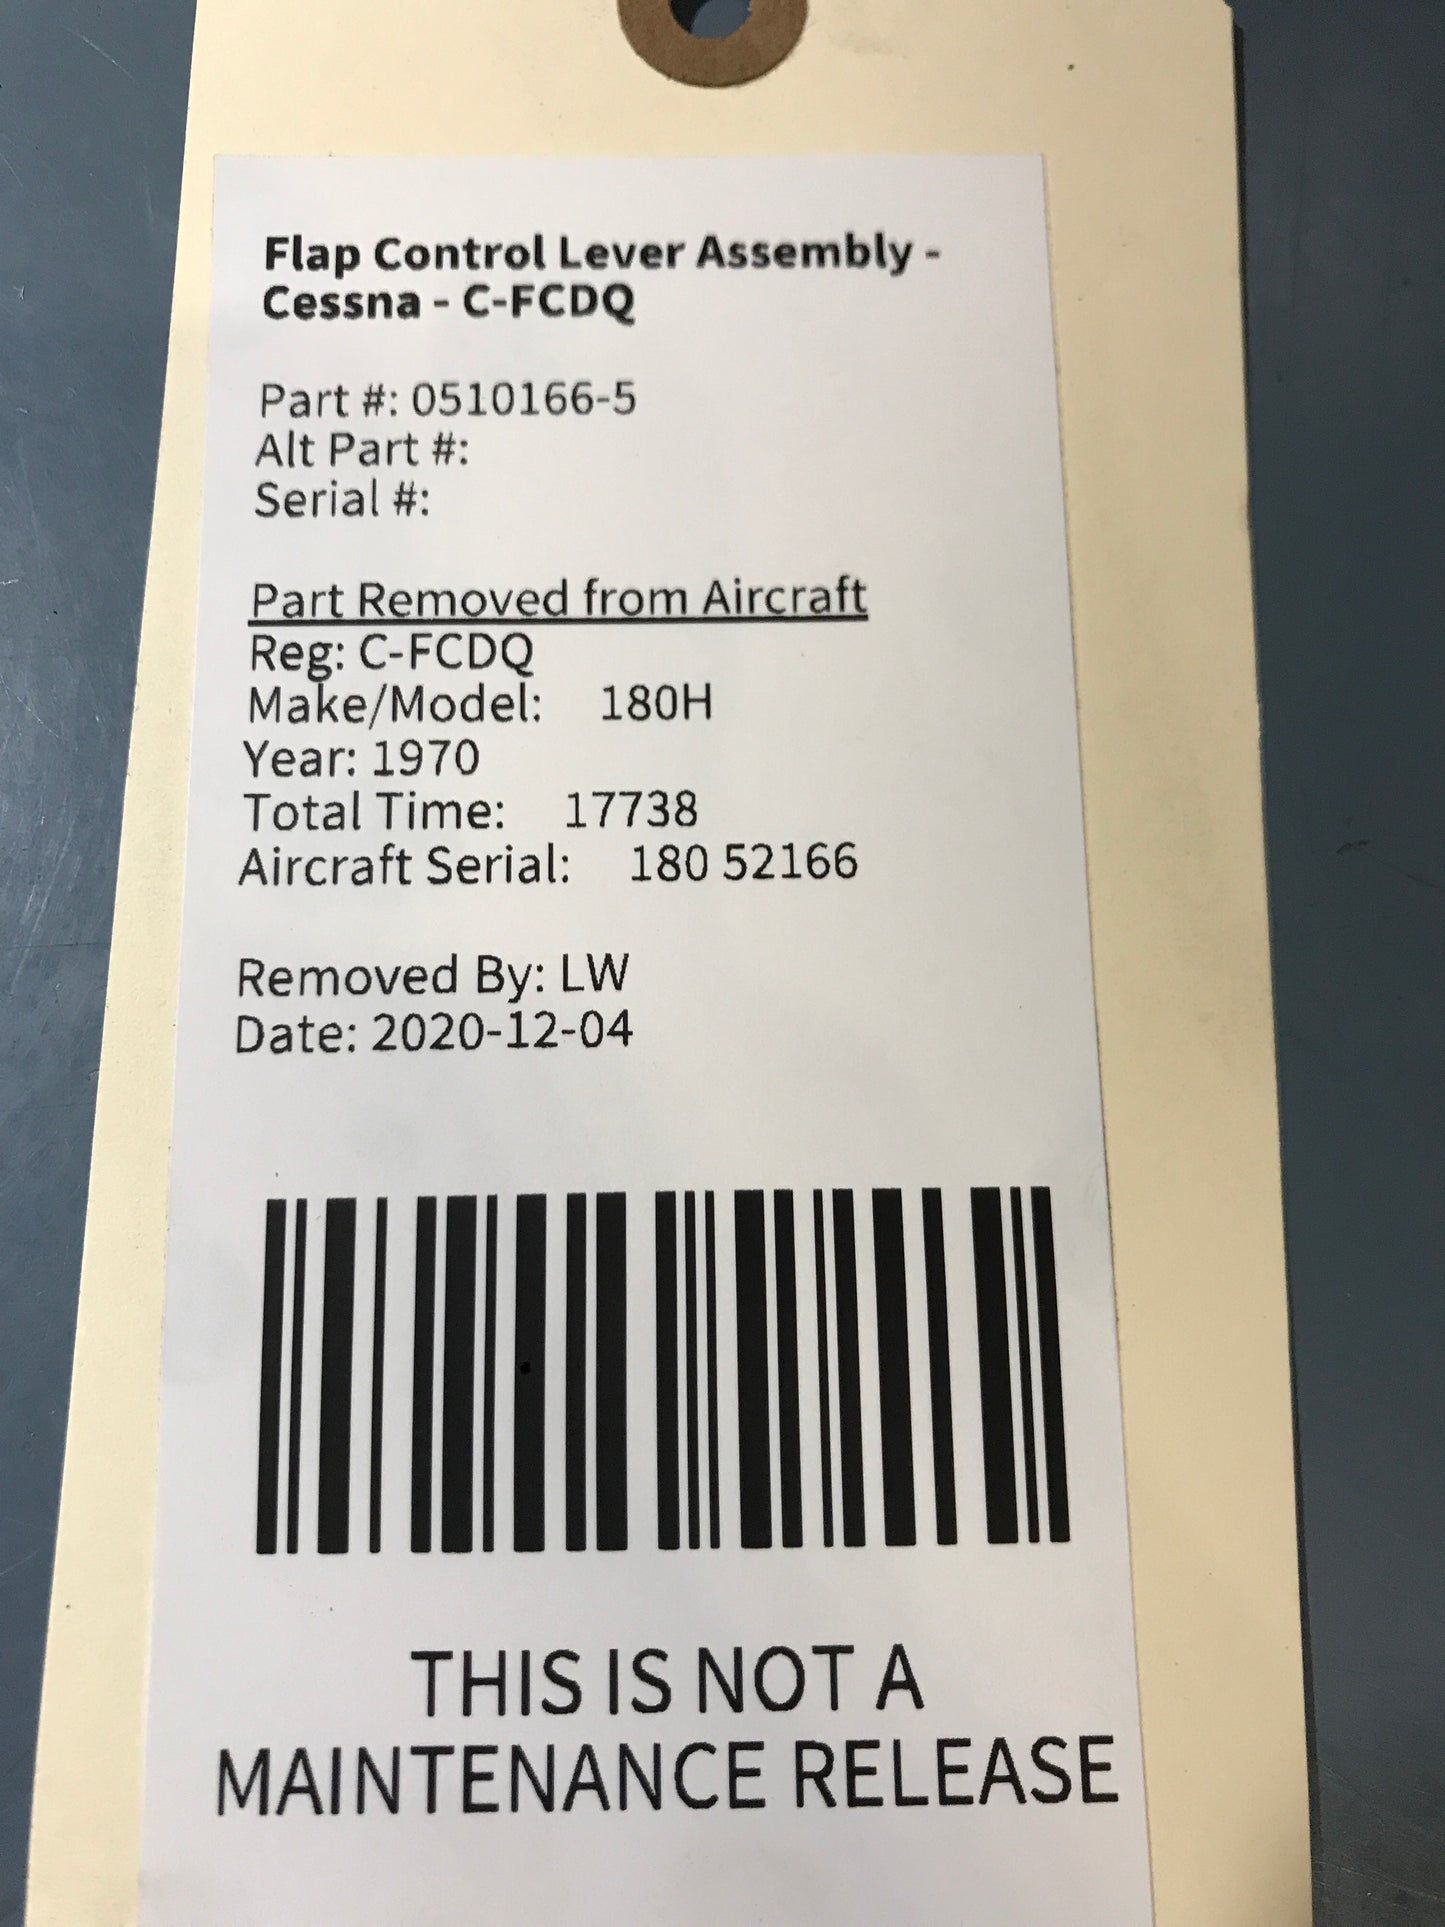 Flap Control Lever Assembly -
Cessna - C-FCDQ
Part #: 0510166-5
Alt Part #:
Serial #:
Part Removed from Aircraft
Reg: C-FCDQ
Make/Model: 180H
Year: 1970
Total Time: 17738
Aircraft Serial: 180 52166
Removed By: LW
Date: 2020-12-04
THIS IS NOT A
MAINTENANCE RELEASE